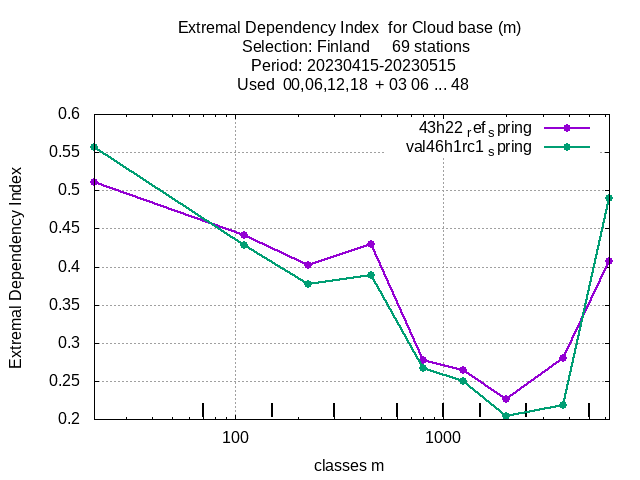 Extremal Dependency Index  for Cloud base (m)
Selection: Finland     69 stations
Period: 20230415-20230515
Used  00,06,12,18  + 03 06 ... 48
43h22 ref spring
val46h1rc1 spring
0.6
0.55
0.5
0.45
0.4
0.35
0.3
0.25
0.2
Extremal Dependency Index
100
1000
classes m